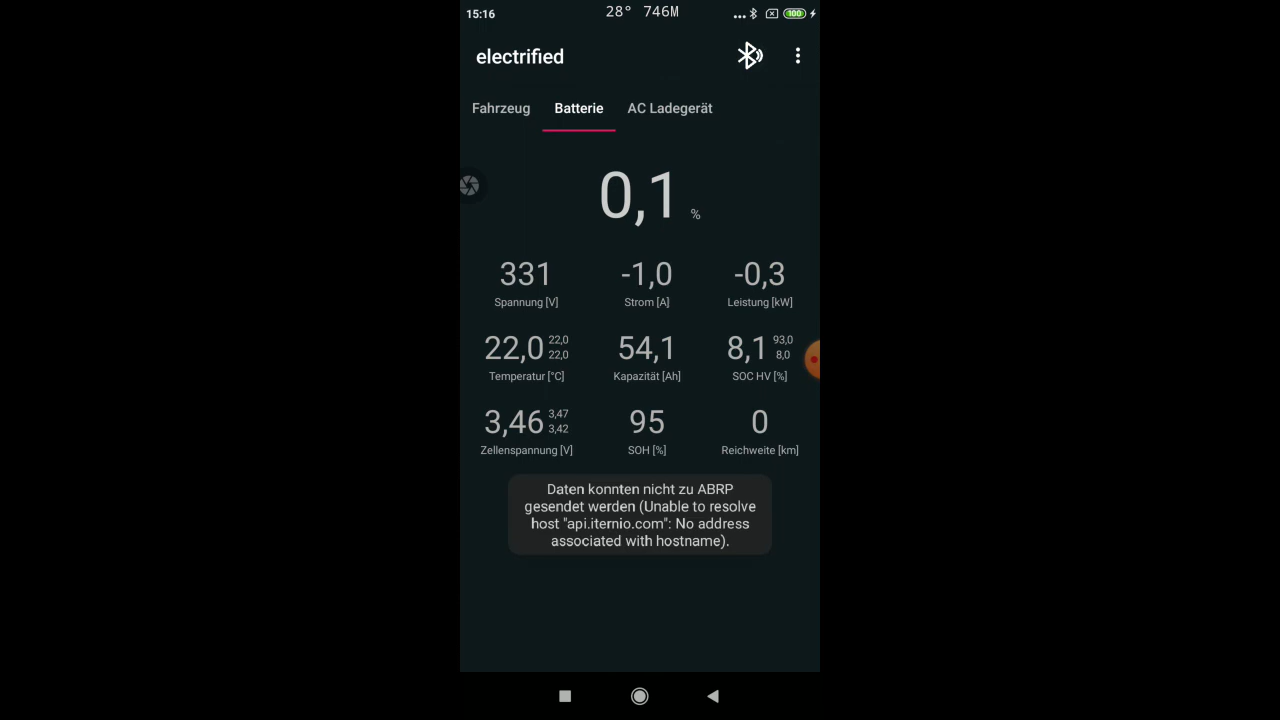 15:16
28° 746M
100
electrified
Fahrzeug Batterie AC Ladegerät
0,1 %
331 -1,0 -0,3
Spannung [V] Strom [A] Leistung [kW]
22,0 22,0 22,0 54,1 8,1 93,0 8,0
Temperatur [°C] Kapazität [Ah] SOC HV [%]
3,46 3,47 3,42 95 0
Zellenspannung [V] SOH [%] Reichweite [km]
Daten konnten nicht zu ABRP
gesendet werden (Unable to resolve
host "api.iternio.com": No address
associated with hostname).